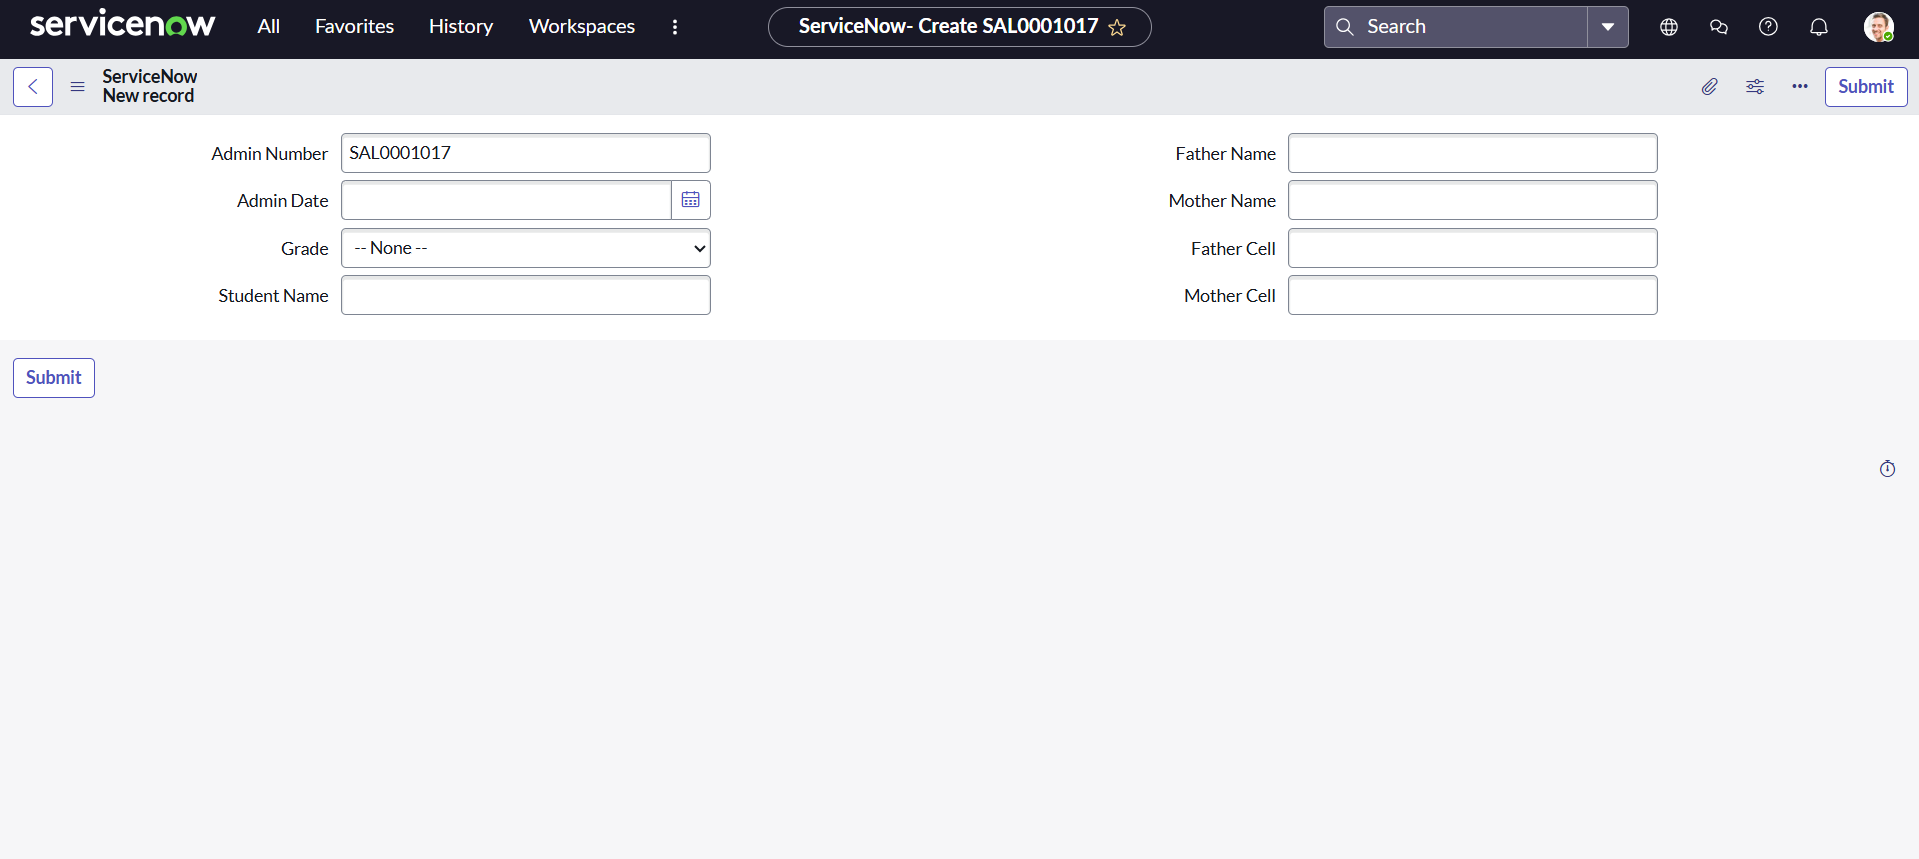 servicenow
All
Favorites
History
Workspaces
ServiceNow- Create SAL0001017
Search
ServiceNow
New record
Submit
Admin Number
SAL0001017
Admin Date
Grade
-- None --
Student Name
Father Name
Mother Name
Father Cell
Mother Cell
Submit